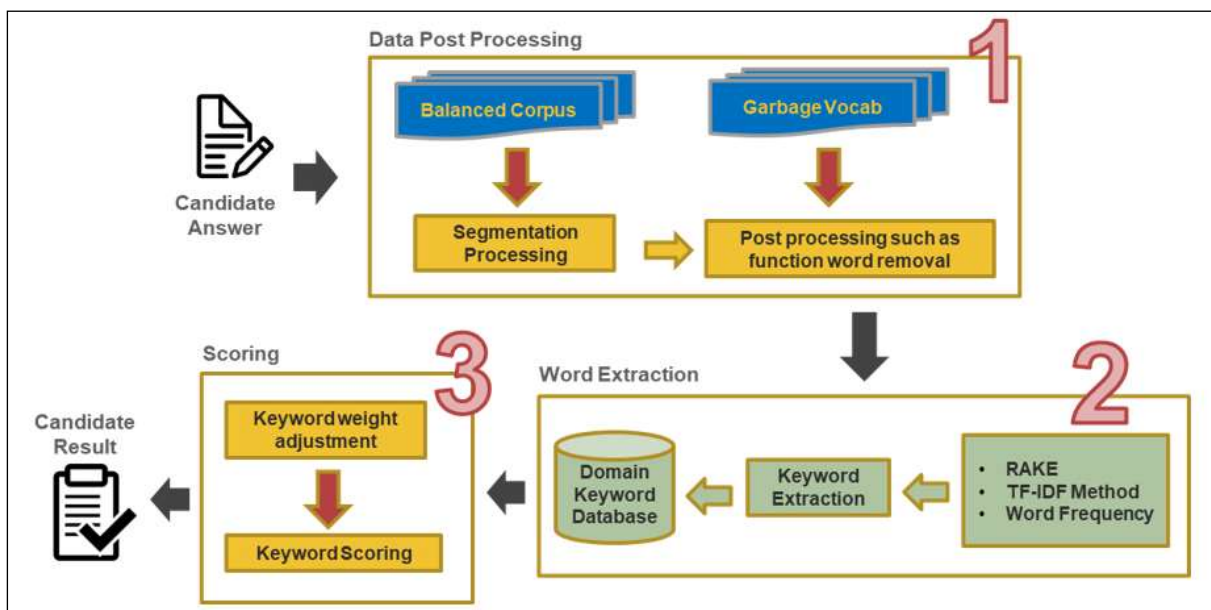 Data Post Processing
1
Balanced Corpus
Garbage Vocab
Candidate
Answer
Segmentation
Processing
Post processing such as
function word removal
Scoring
3
Word Extraction
2
Candidate
Result
Keyword weight
adjustment
Keyword Scoring
Domain
Keyword
Database
Keyword
Extraction
• RAKE
• TF-IDF Method
• Word Frequency